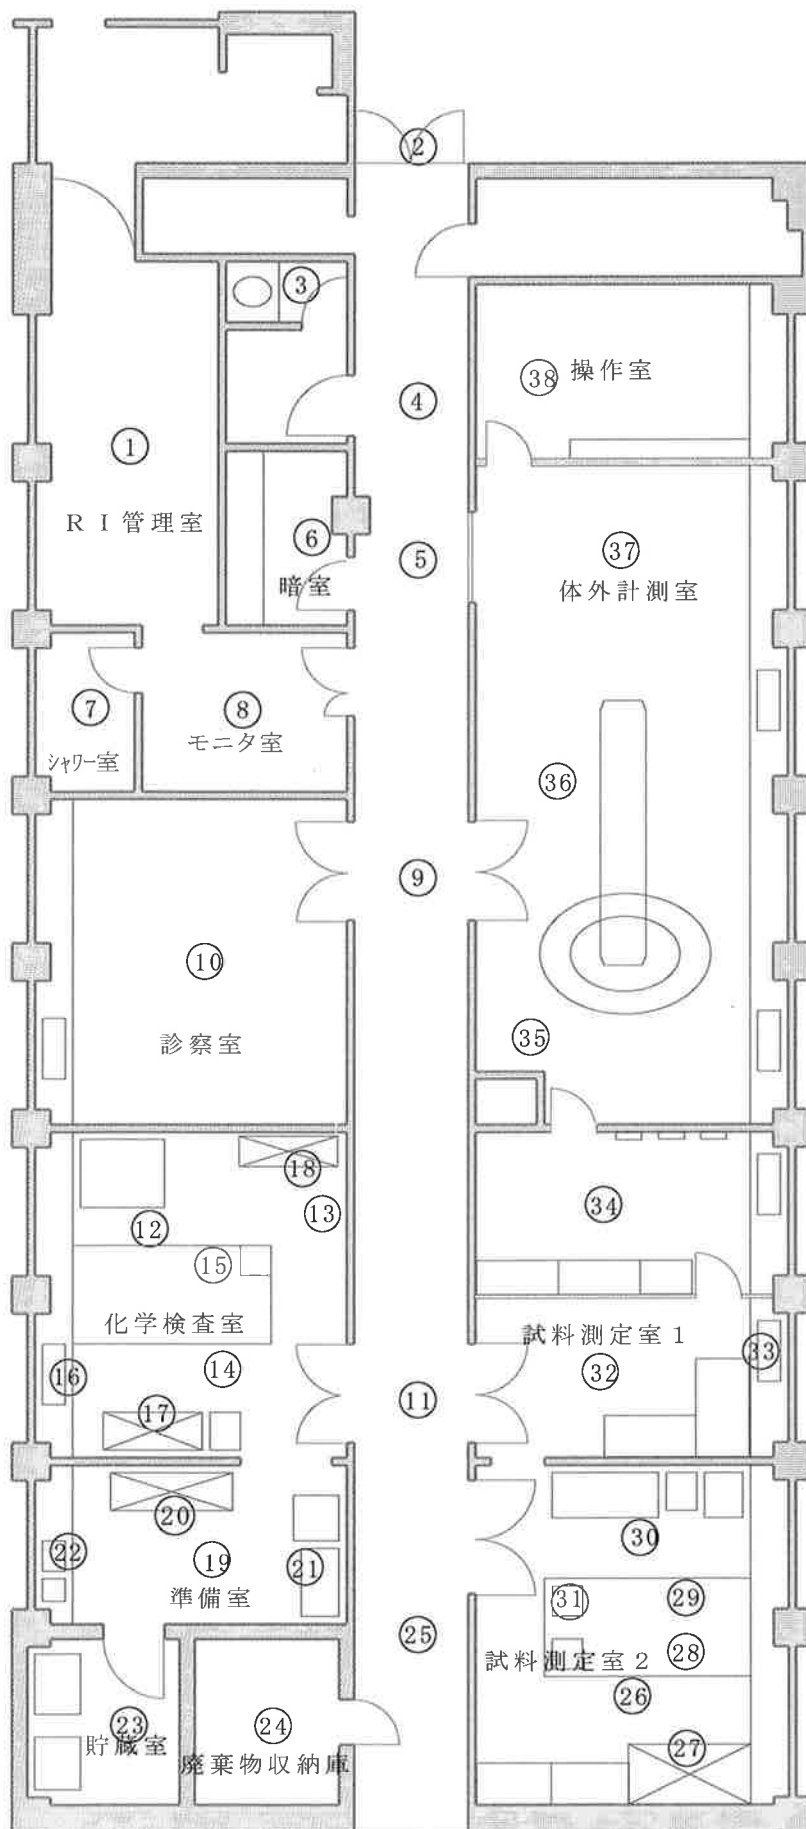 ②
③
㊳ 操作室
④
①
ＲＩ管理室
⑥
暗室
⑤
㊲
体外計測室
⑦
シャワー室
⑧
モニタ室
㊱
⑨
⑩
診察室
㉟
⑱
⑬
⑫
⑮
化学検査室
⑯
⑭
⑰
⑪
㉞
試料測定室１
㉝
㉜
⑳
㉒
⑲
㉑
準備室
㉚
㉛
㉙
㉕
試料測定室２
㉘
㉖
㉗
㉓
貯蔵室
㉔
廃棄物収納庫